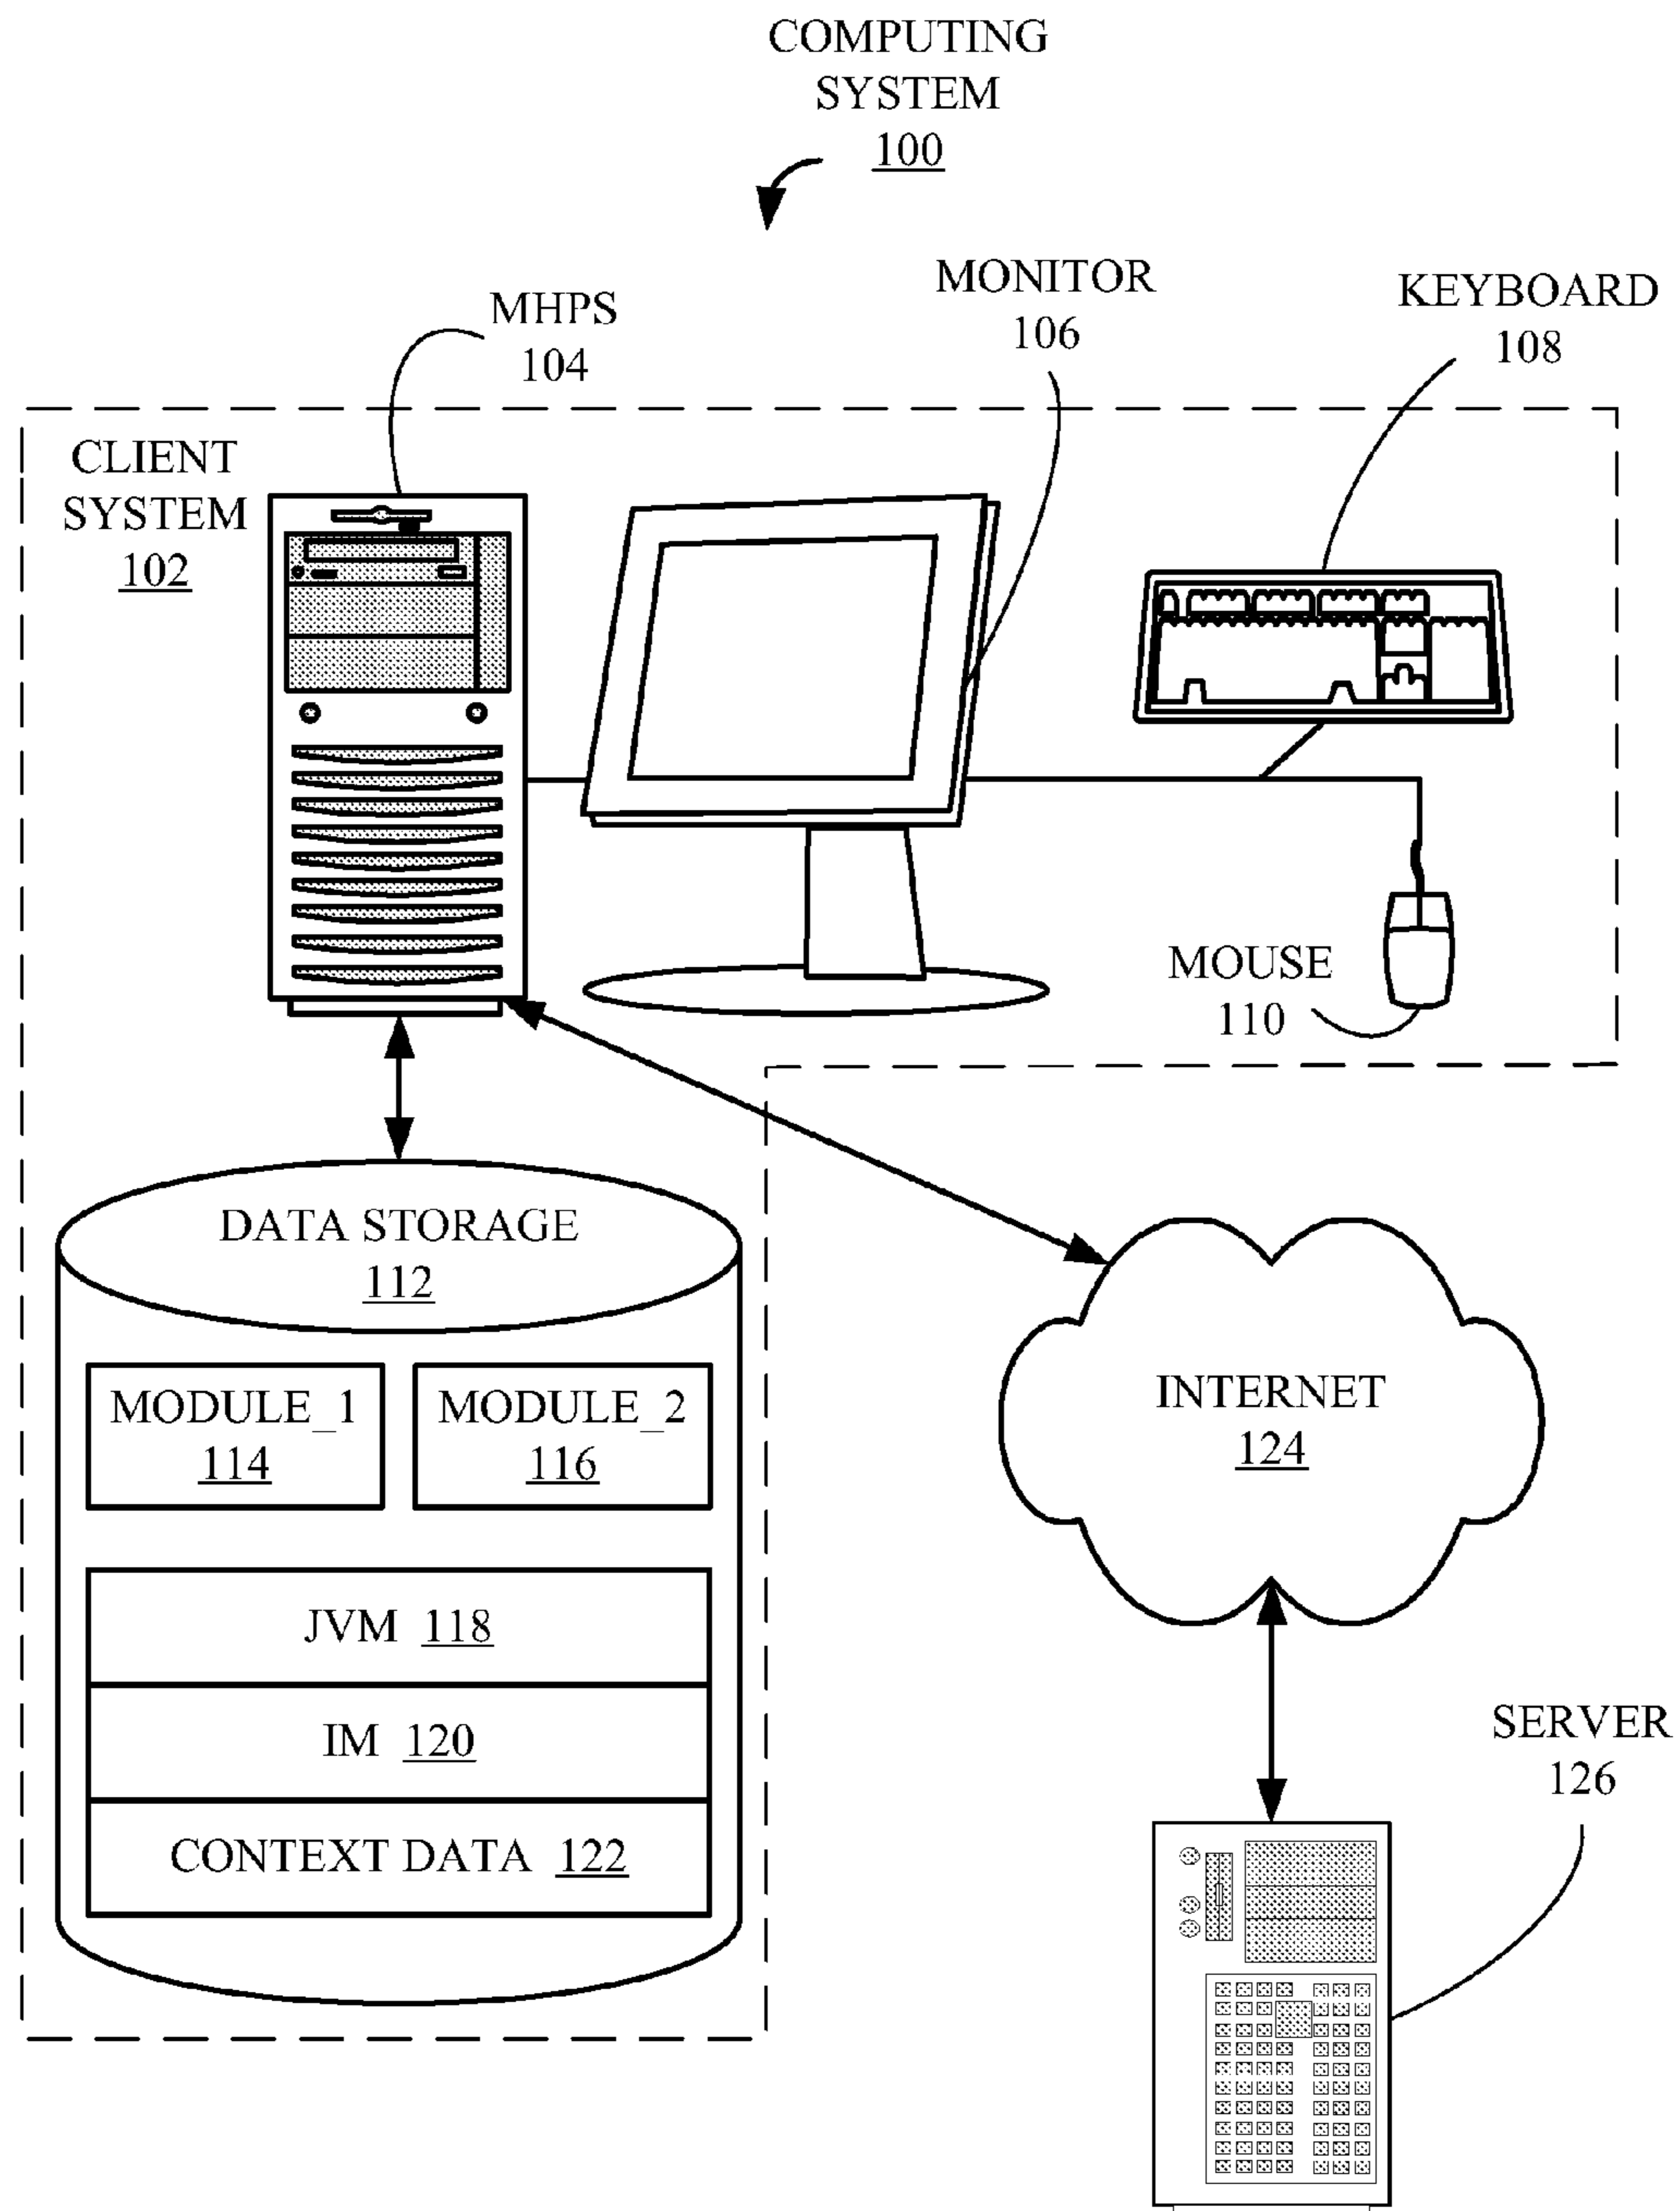 COMPUTING
SYSTEM
100
MONITOR
106
KEYBOARD
108
MHPS
104
CLIENT
SYSTEM
102
MOUSE
110
DATA STORAGE
112
MODULE_1
114
MODULE_2
116
INTERNET
124
JVM 118
IM 120
CONTEXT DATA 122
SERVER
126